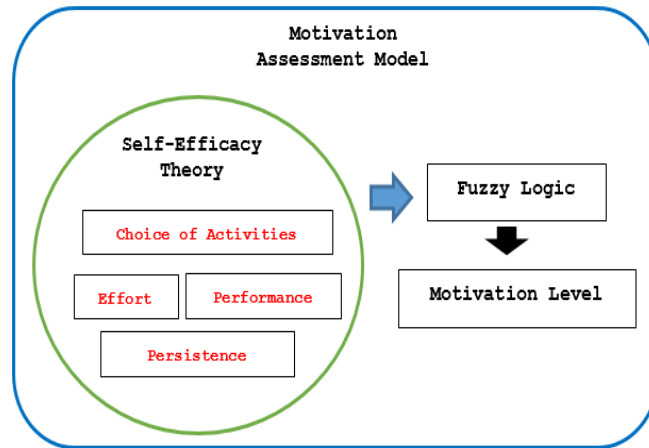 Motivation
Assessment Model
Self-Efficacy
Theory
Choice of Activities
Effort
Performance
Persistence
Fuzzy Logic
Motivation Level